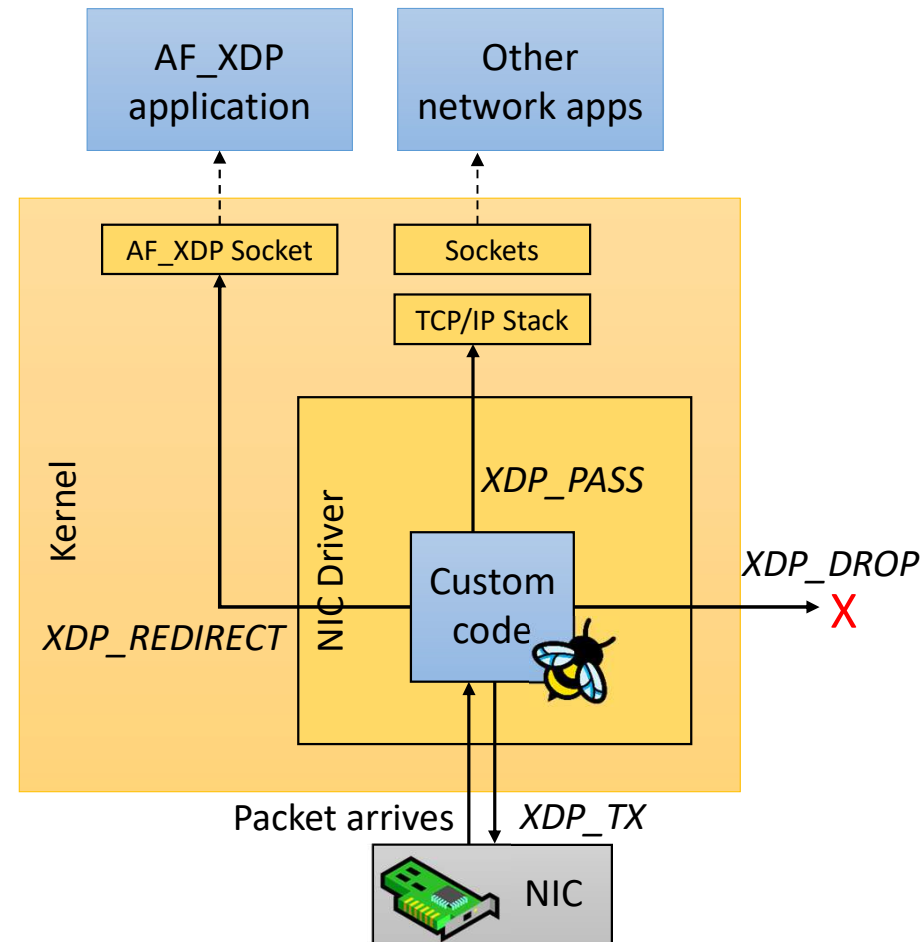 AF_XDP
application
Other
network apps
AF_XDP Socket
Sockets
TCP/IP Stack
Kernel
NIC Driver
XDP_PASS
Custom
code
XDP_DROP
X
XDP_REDIRECT
Packet arrives
XDP_TX
NIC